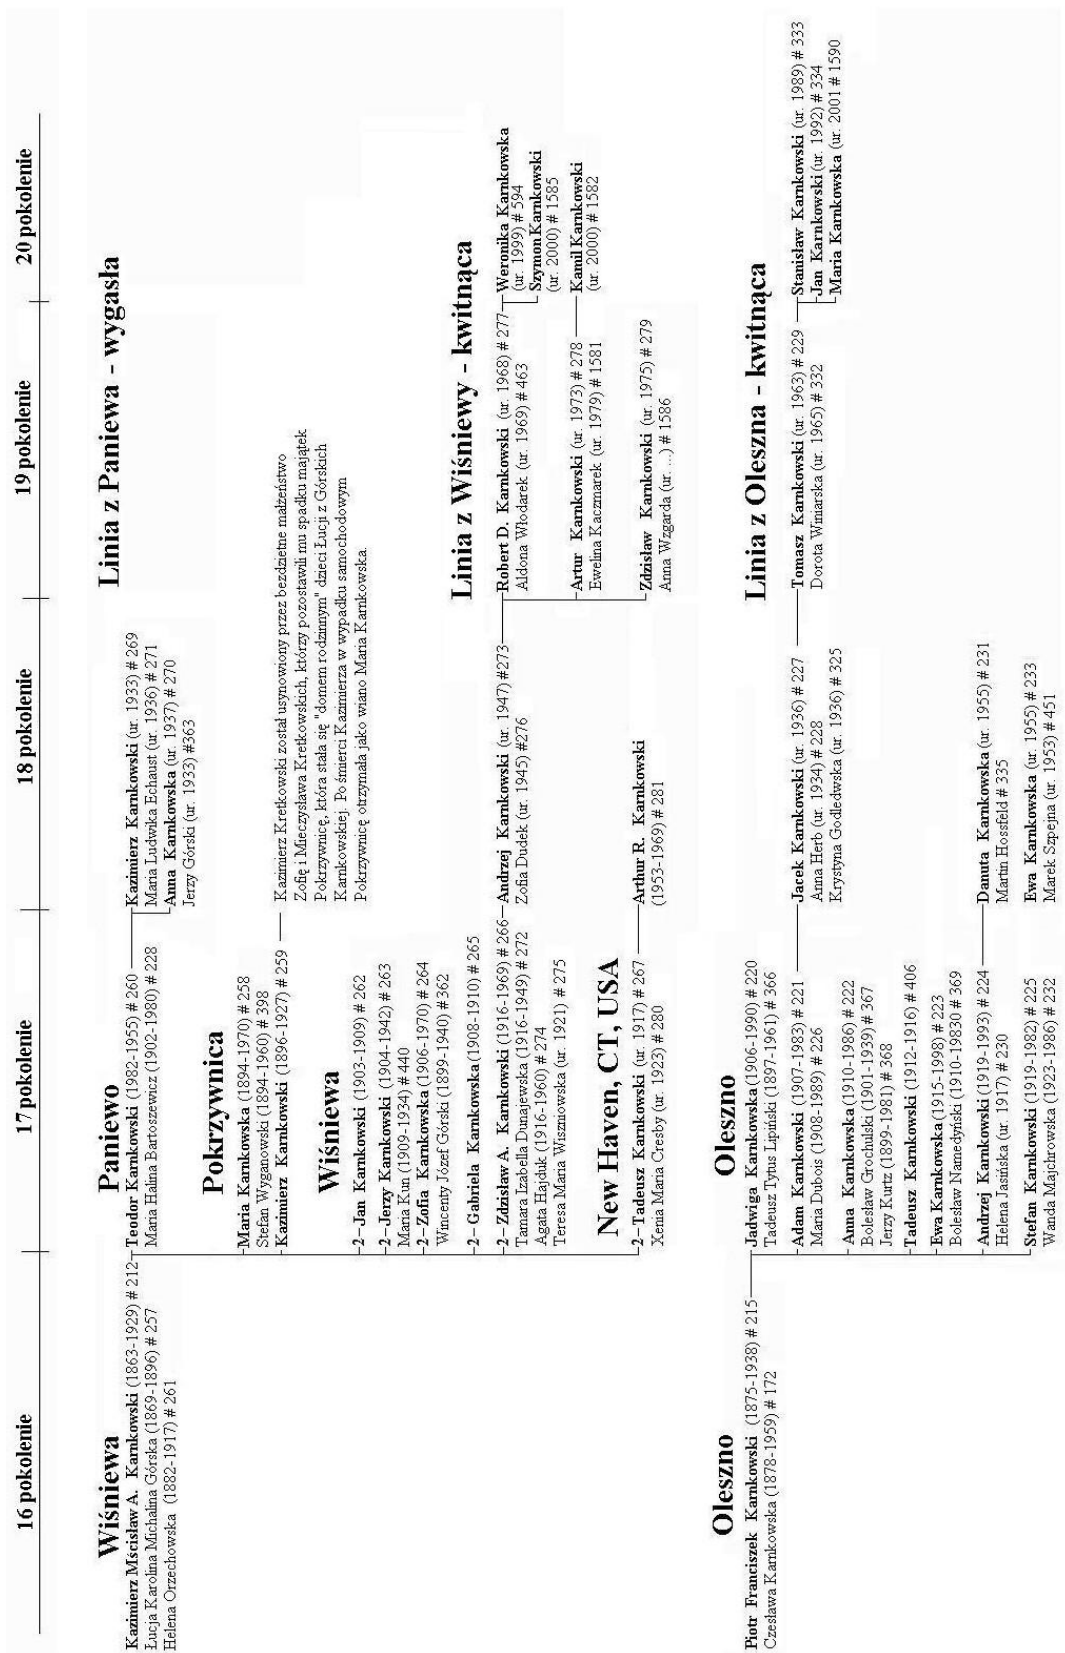 16 pokolenie
17 pokolenie
18 pokolenie
19 pokolenie
20 pokolenie
Wiśniewa
Kazimierz Mścisław A. Karnkowski (1863-1929) # 212
Łucja Karolina Michalina Górska (1869-1896) # 257
Helena Orzechowska (1882-1917) # 261
Paniewo
Teodor Karnkowski (1982-1955) # 260
Maria Halina Bartoszewicz (1902-1980) # 228
Linia z Paniewa - wygasła
Kazimierz Karnkowski (ur. 1933) # 269
Maria Ludwika Echaust (ur. 1936) # 271
Anna Karnkowska (ur. 1937) # 270
Jerzy Górski (ur. 1933) #363
Pokrzywnica
Maria Karnkowska (1894-1970) # 258
Stefan Wyganowski (1894-1960) # 398
Kazimierz Karnkowski (1896-1927) # 259
Kazimierz Kretkowski został usynowiony przez bezdzietne małżeństwo
Zofię i Mieczysława Kretkowskich, którzy pozostawili mu spadku majątek
Pokrzywnicę, która stała się "domem rodzinnym" dzieci Łucji z Górskich
Karnkowskiej. Po śmierci Kazimierza w wypadku samochodowym
Pokrzywnicę otrzymała jako wiano Maria Karnkowska.
Wiśniewa
2- Jan Karnkowski (1903-1909) # 262
2- Jerzy Karnkowski (1904-1942) # 263
Maria Kun (1909-1934) # 440
2- Zofia Karnkowska (1906-1970) # 264
Wincenty Józef Górski (1899-1940) #362
2- Gabriela Karnkowska (1908-1910) # 265
2- Zdzisław A. Karnkowski (1916-1969) # 266
Tamara Izabella Dunajewska (1916-1949) # 272
Agata Hajduk (1916-1960) # 274
Teresa Maria Wiszniowska (ur. 1921) # 275
Linia z Wiśniewy - kwitnąca
Andrzej Karnkowski (ur. 1947) #273
Zofia Dudek (ur. 1945) #276
Robert D. Karnkowski (ur. 1968) # 277
Aldona Włodarek (ur. 1969) # 463
Weronika Karnkowska
(ur. 1999) # 594
Szymon Karnkowski
(ur. 2000) # 1585
Artur Karnkowski (ur. 1973) # 278
Ewelina Kaczmarek (ur. 1979) # 1581
Kamil Karnkowski
(ur. 2000) # 1582
Zdzisław Karnkowski (ur. 1975) # 279
Anna Wzgarda (ur. ...) # 1586
New Haven, CT, USA
2- Tadeusz Karnkowski (ur. 1917) # 267
Xenia Maria Cresby (ur. 1923) # 280
Arthur R. Karnkowski
(1953-1969) # 281
Oleszno
Piotr Franciszek Karnkowski (1875-1938) # 215
Czesława Karnkowska (1878-1959) # 172
Oleszno
Jadwiga Karnkowska (1906-1990) # 220
Tadeusz Tytus Lipiński (1897-1961) # 366
Adam Karnkowski (1907-1983) # 221
Maria Dubois (1908-1989) # 226
Anna Karnkowska (1910-1986) # 222
Bolesław Grochulski (1901-1939) # 367
Jerzy Kurtz (1899-1981) # 368
Tadeusz Karnkowski (1912-1916) # 406
Ewa Karnkowska (1915-1998) # 223
Bolesław Namedyński (1910-19830 # 369
Andrzej Karnkowski (1919-1993) # 224
Helena Jasińska (ur. 1917) # 230
Stefan Karnkowski (1919-1982) # 225
Wanda Majchrowska (1923-1986) # 232
Linia z Oleszna - kwitnąca
Jacek Karnkowski (ur. 1936) # 227
Anna Herb (ur. 1934) # 228
Krystyna Godledwska (ur. 1936) # 325
Tomasz Karnkowski (ur. 1963) # 229
Dorota Winiarska (ur. 1965) # 332
Stanisław Karnkowski (ur. 1989) # 333
Jan Karnkowski (ur. 1992) # 334
Maria Karnkowska (ur. 2001 # 1590
Danuta Karnkowska (ur. 1955) # 231
Martin Hossfeld # 335
Ewa Karnkowska (ur. 1955) # 233
Marek Szpejna (ur. 1953) # 451